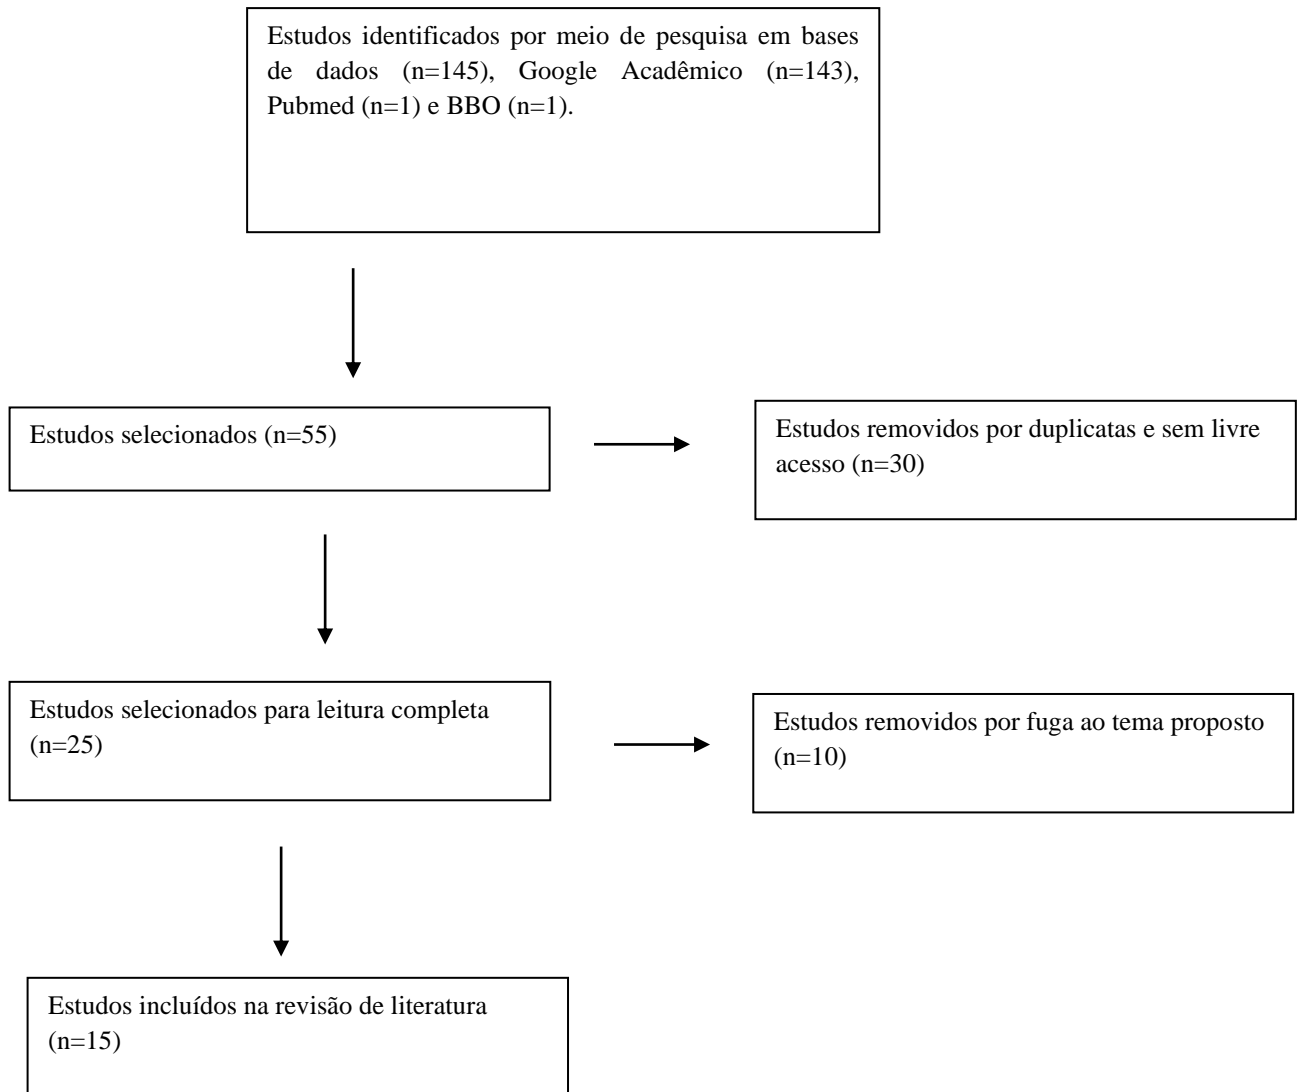 Estudos identificados por meio de pesquisa em bases
de dados (n=145), Google Acadêmico (n=143),
Pubmed (n=1) e BBO (n=1).
Estudos selecionados (n=55)
Estudos removidos por duplicatas e sem livre
acesso (n=30)
Estudos selecionados para leitura completa
(n=25)
Estudos removidos por fuga ao tema proposto
(n=10)
Estudos incluídos na revisão de literatura
(n=15)